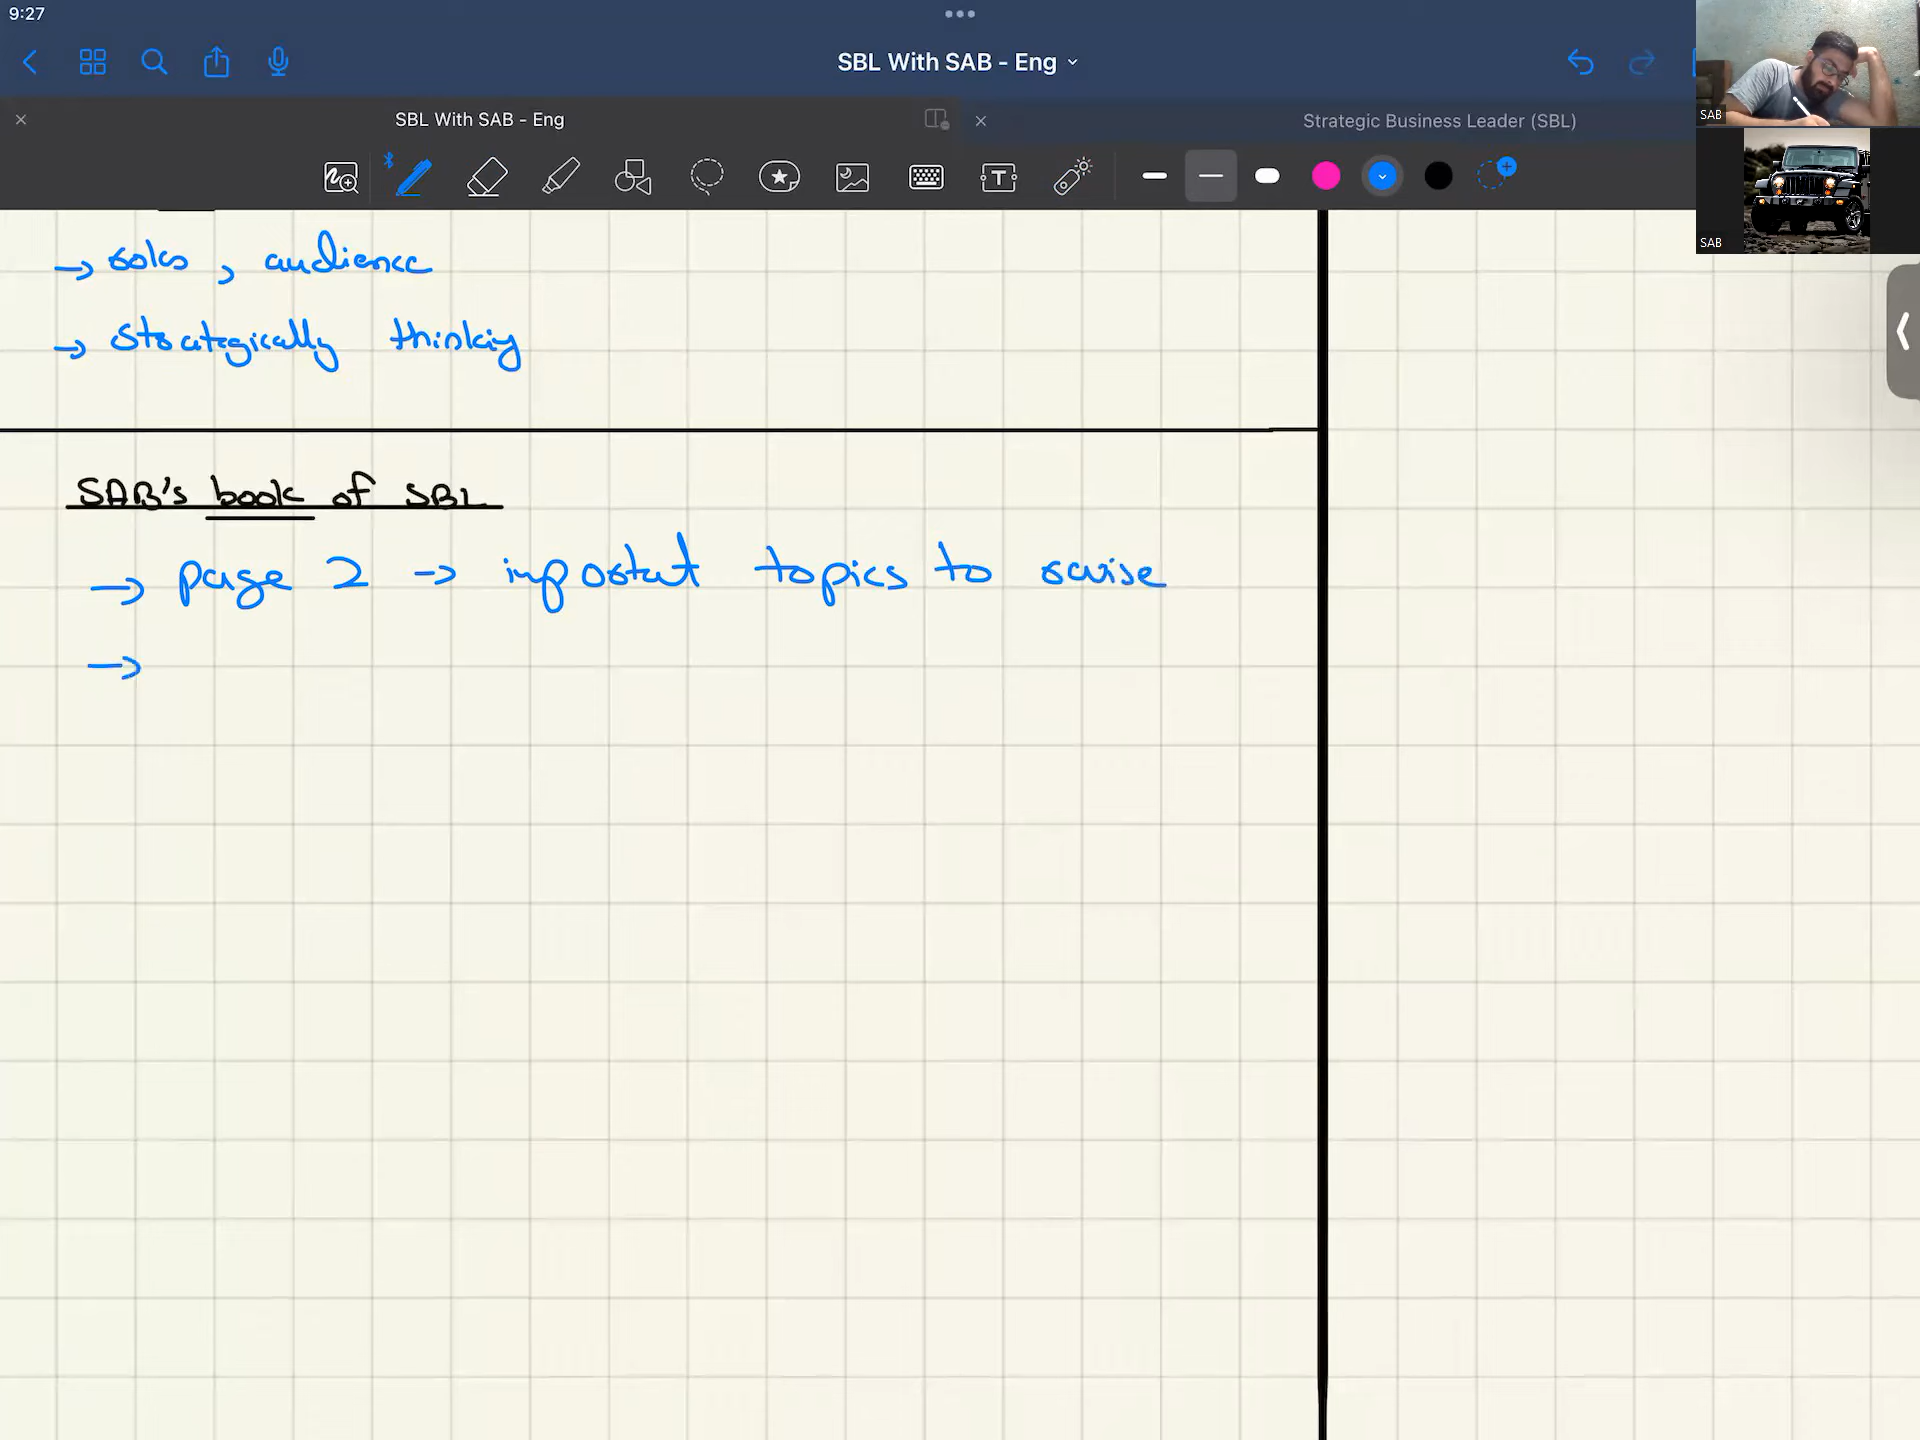 9:27
SBL With SAB - Eng
SBL With SAB - Eng
Strategic Business Leader (SBL)
SAB
SAB
→ roles, audience
→ strategically thinking
SAB's book of SBL
→ page 2 → important topics to revise
→